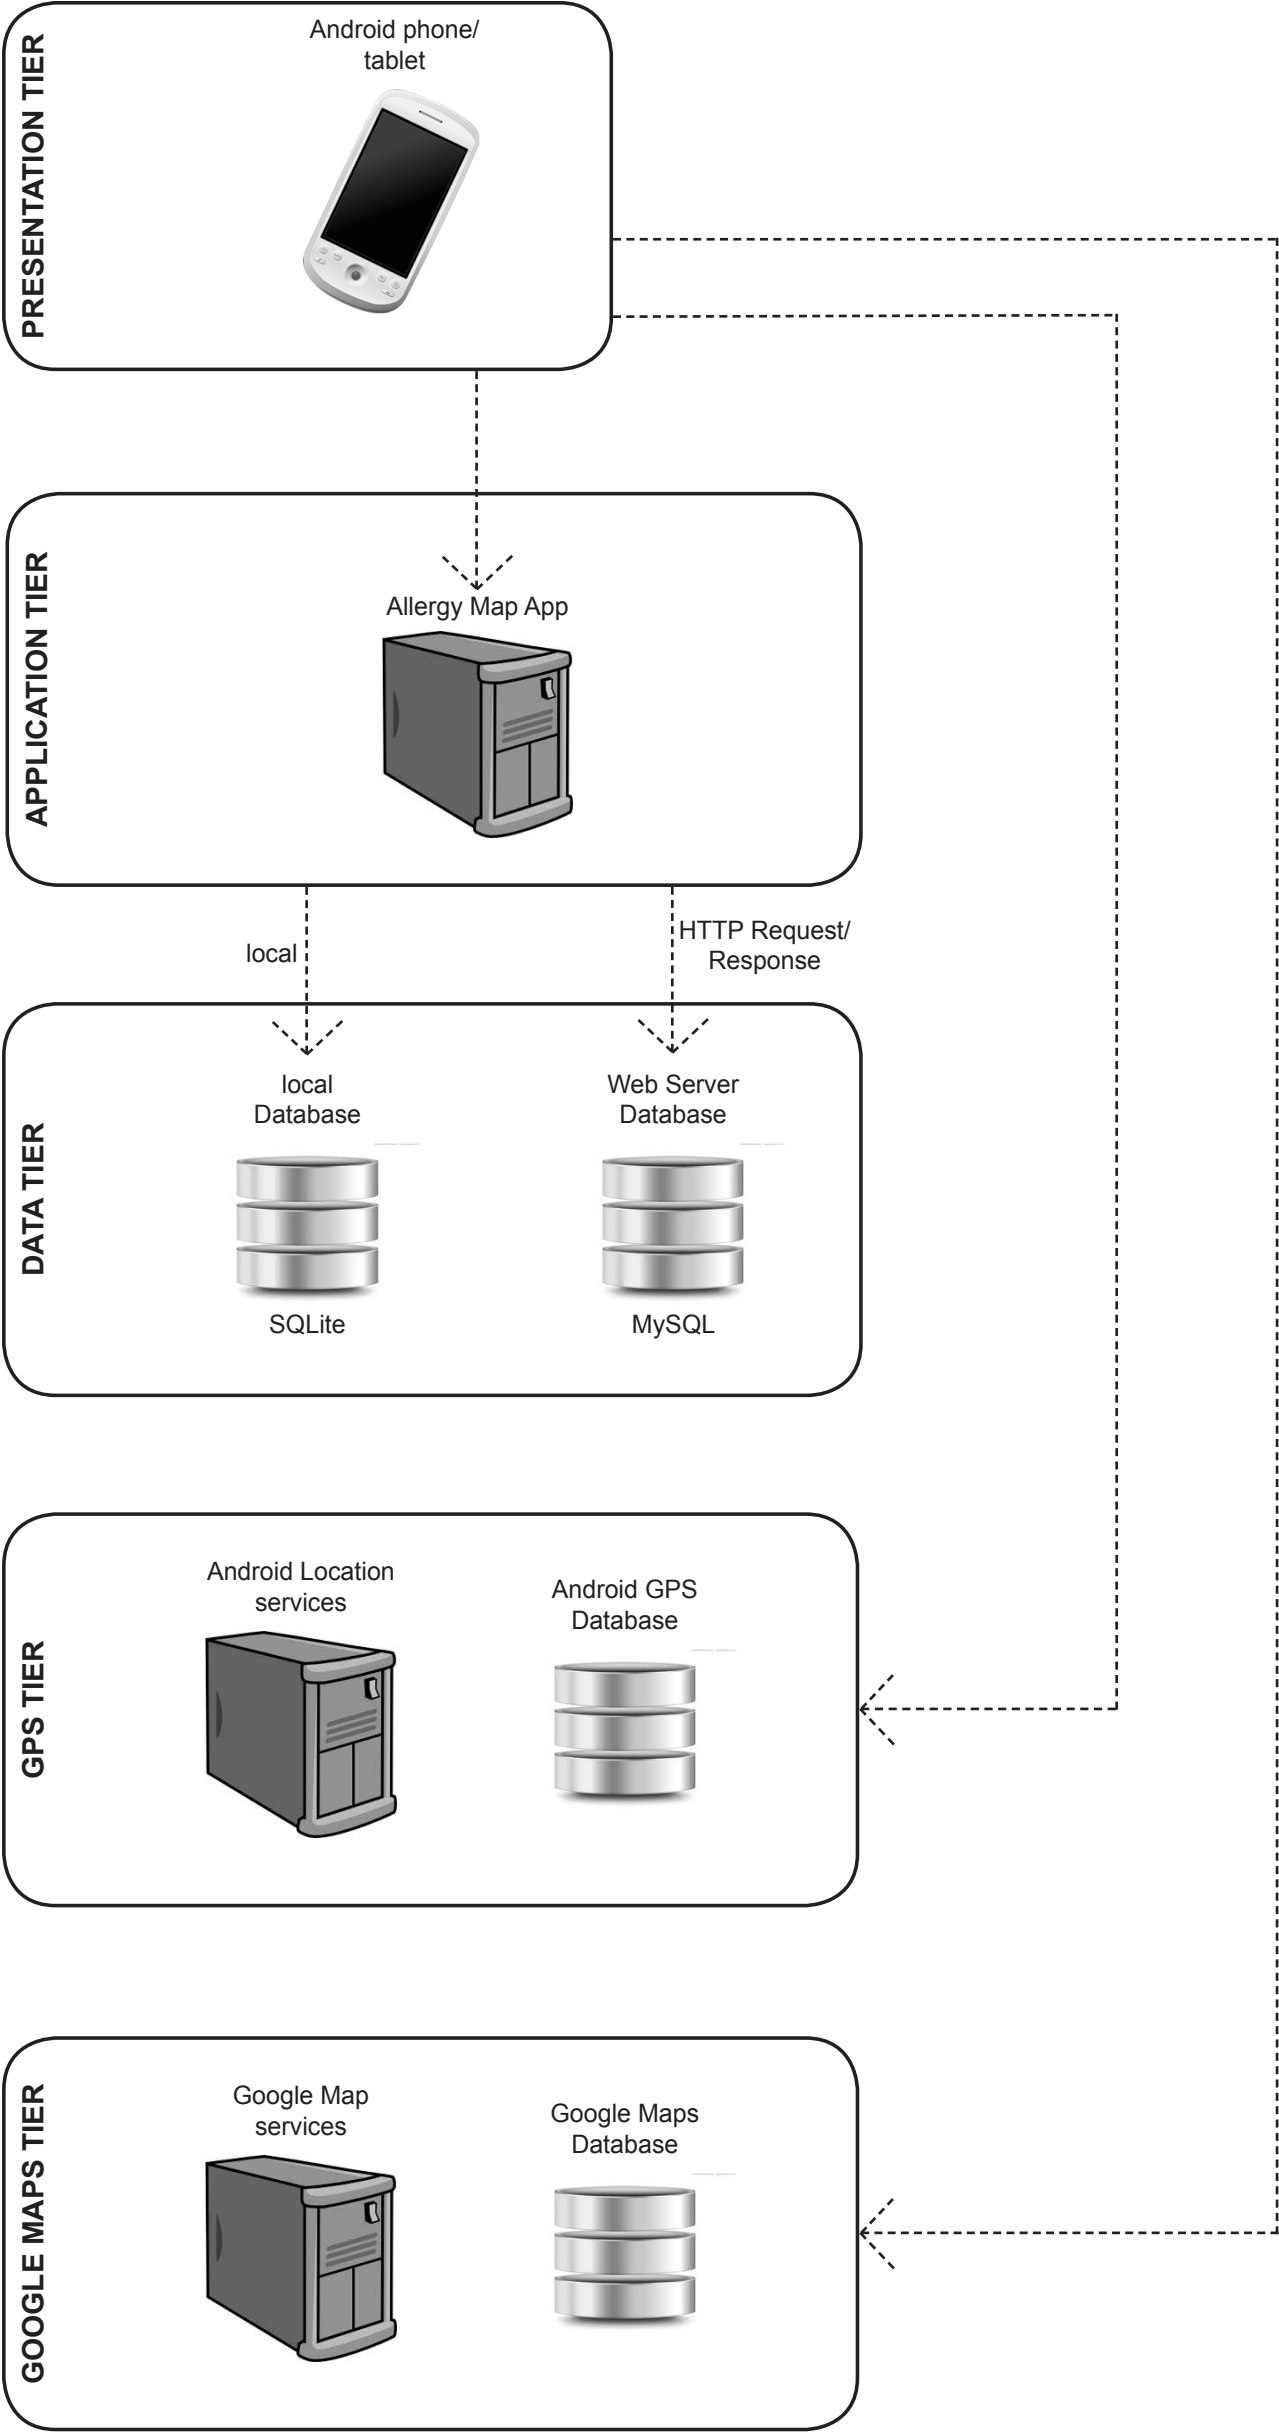 PRESENTATION TIER
Android phone/
tablet
APPLICATION TIER
Allergy Map App
local
HTTP Request/
Response
DATA TIER
local
Database
SQLite
Web Server
Database
MySQL
GPS TIER
Android Location
services
Android GPS
Database
GOOGLE MAPS TIER
Google Map
services
Google Maps
Database